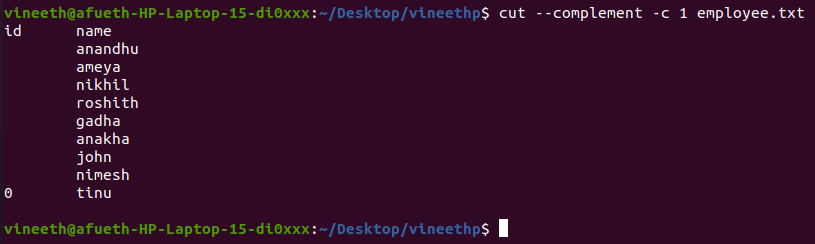 vineeth@afueth-HP-Laptop-15-di0xxx:~/Desktop/vineethp$ cut --complement -c 1 employee.txt
id name
anandhu
ameya
nikhil
roshith
gadha
anakha
john
nimesh
0 tinu
vineeth@afueth-HP-Laptop-15-di0xxx:~/Desktop/vineethp$